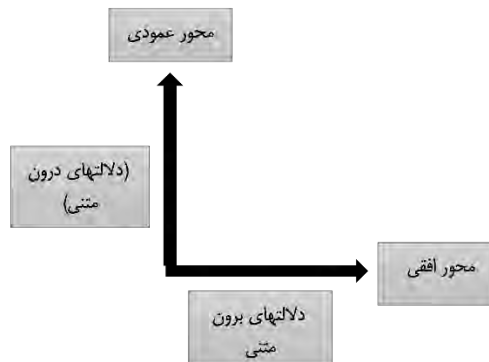 محور عمودی
(دلالتهای درون
متنی)
محور افقی
دلالتهای برون
متنی